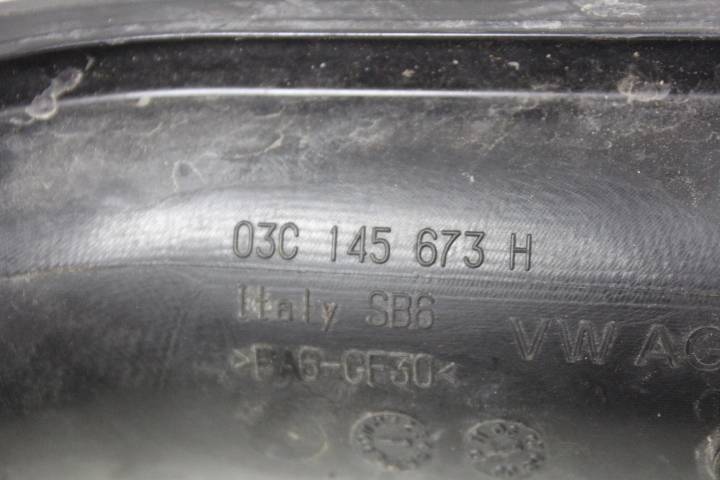 03C 145 673 H
Italy SB6
VW AG
>PA6-GF30<